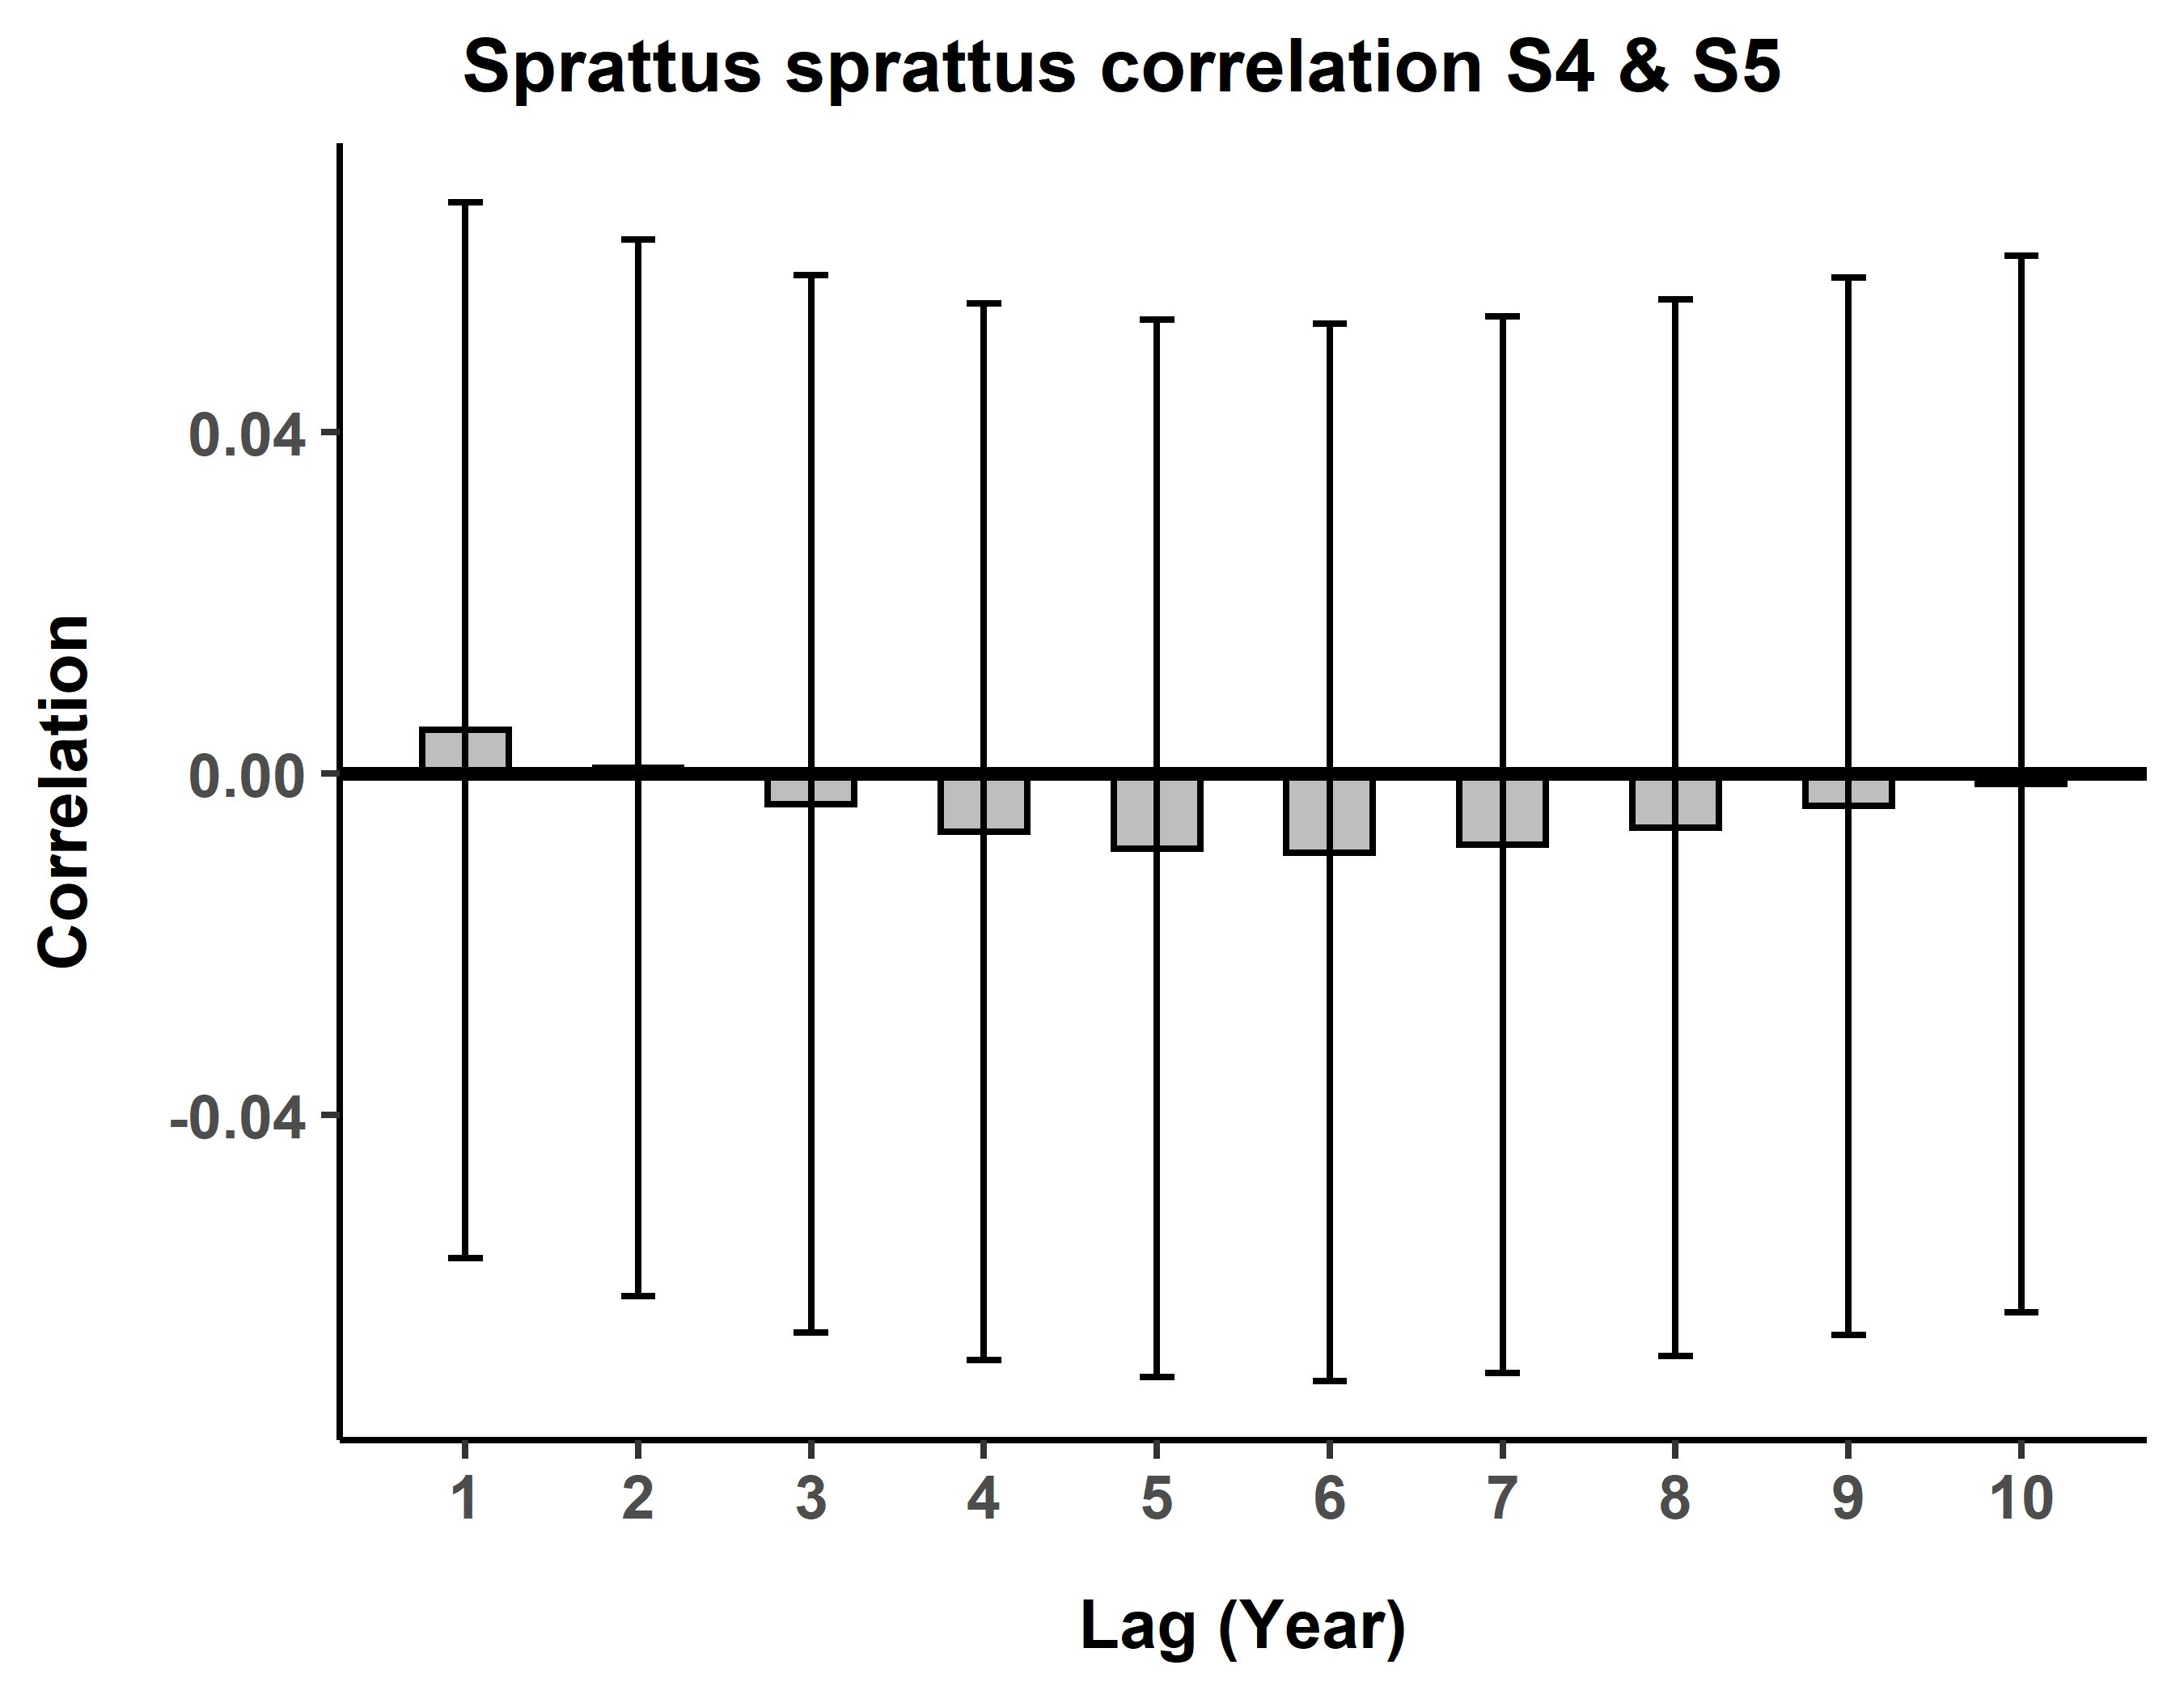 Sprattus sprattus correlation S4 & S5
Correlation
0.04
0.00
-0.04
1 2 3 4 5 6 7 8 9 10
Lag (Year)